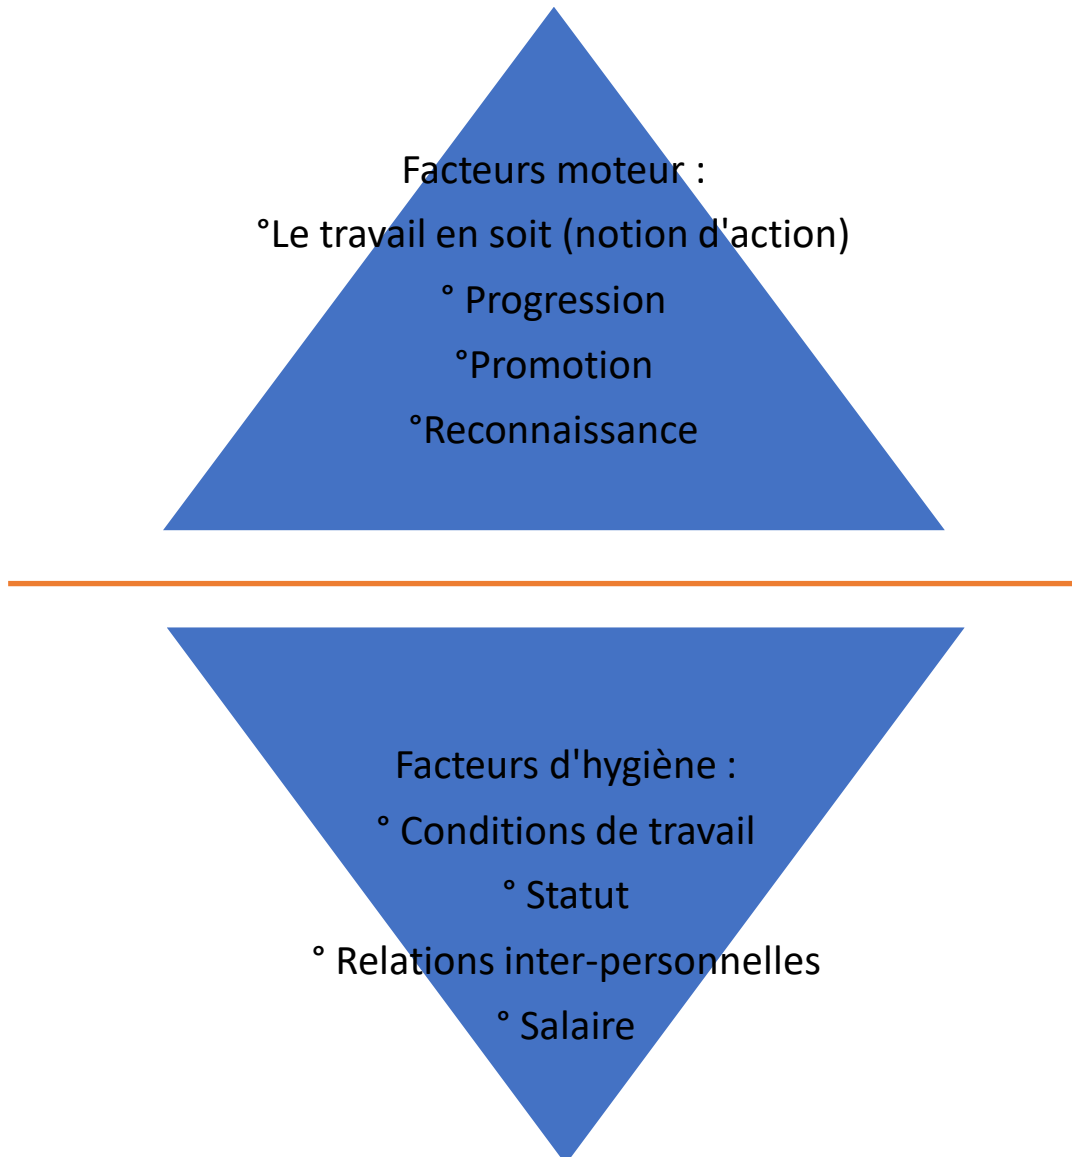 Facteurs moteur :
°Le travail en soit (notion d'action)
° Progression
°Promotion
°Reconnaissance
Facteurs d'hygiène :
° Conditions de travail
° Statut
° Relations inter-personnelles
° Salaire